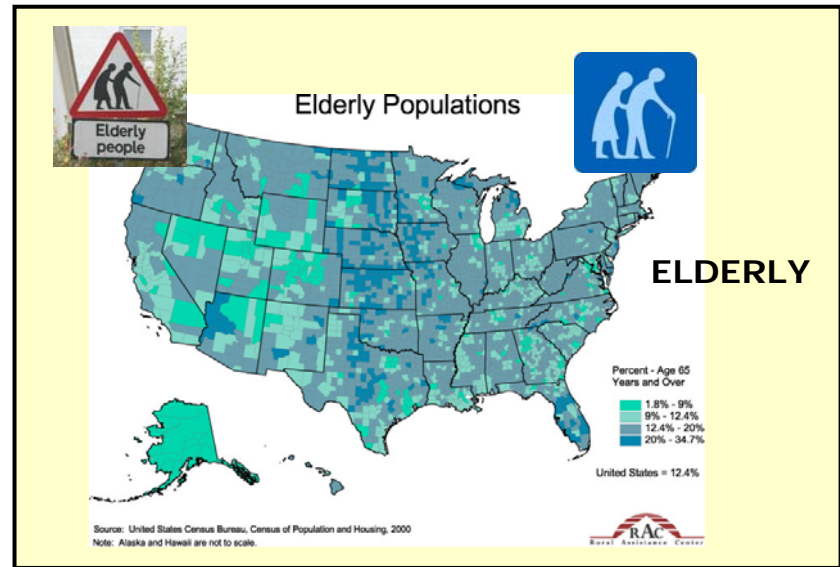 Elderly
people
Elderly Populations
ELDERLY
Percent - Age 65
Years and Over
1.8% - 9%
9% - 12.4%
12.4% - 20%
20% - 34.7%
United States = 12.4%
Source: United States Census Bureau, Census of Population and Housing, 2000
Note: Alaska and Hawaii are not to scale.
RAC
Rural Assistance Center